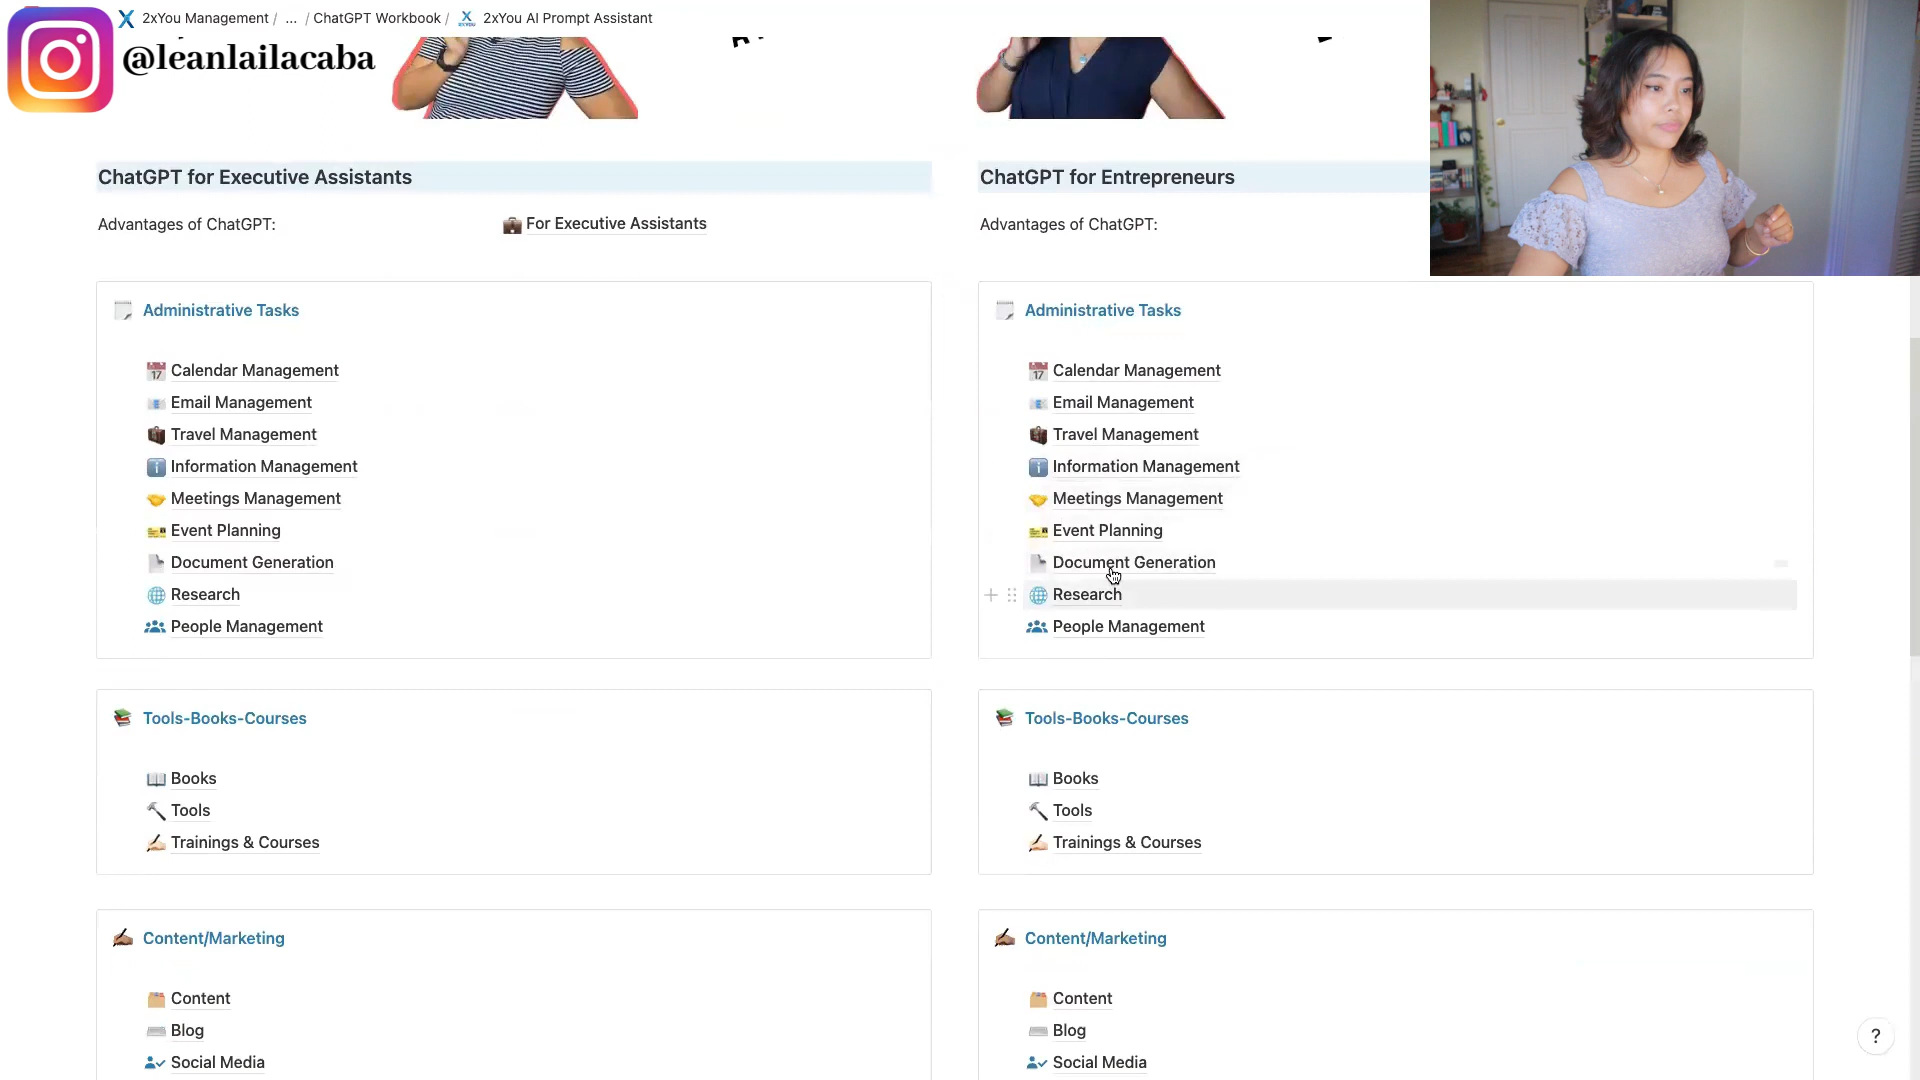 2xYou Management / ... / ChatGPT Workbook / 2xYou AI Prompt Assistant
@leanlailacaba
ChatGPT for Executive Assistants
Advantages of ChatGPT:
For Executive Assistants
Administrative Tasks
Calendar Management
Email Management
Travel Management
Information Management
Meetings Management
Event Planning
Document Generation
Research
People Management
Tools-Books-Courses
Books
Tools
Trainings & Courses
Content/Marketing
Content
Blog
Social Media
ChatGPT for Entrepreneurs
Advantages of ChatGPT:
Administrative Tasks
Calendar Management
Email Management
Travel Management
Information Management
Meetings Management
Event Planning
Document Generation
Research
People Management
Tools-Books-Courses
Books
Tools
Trainings & Courses
Content/Marketing
Content
Blog
Social Media
?